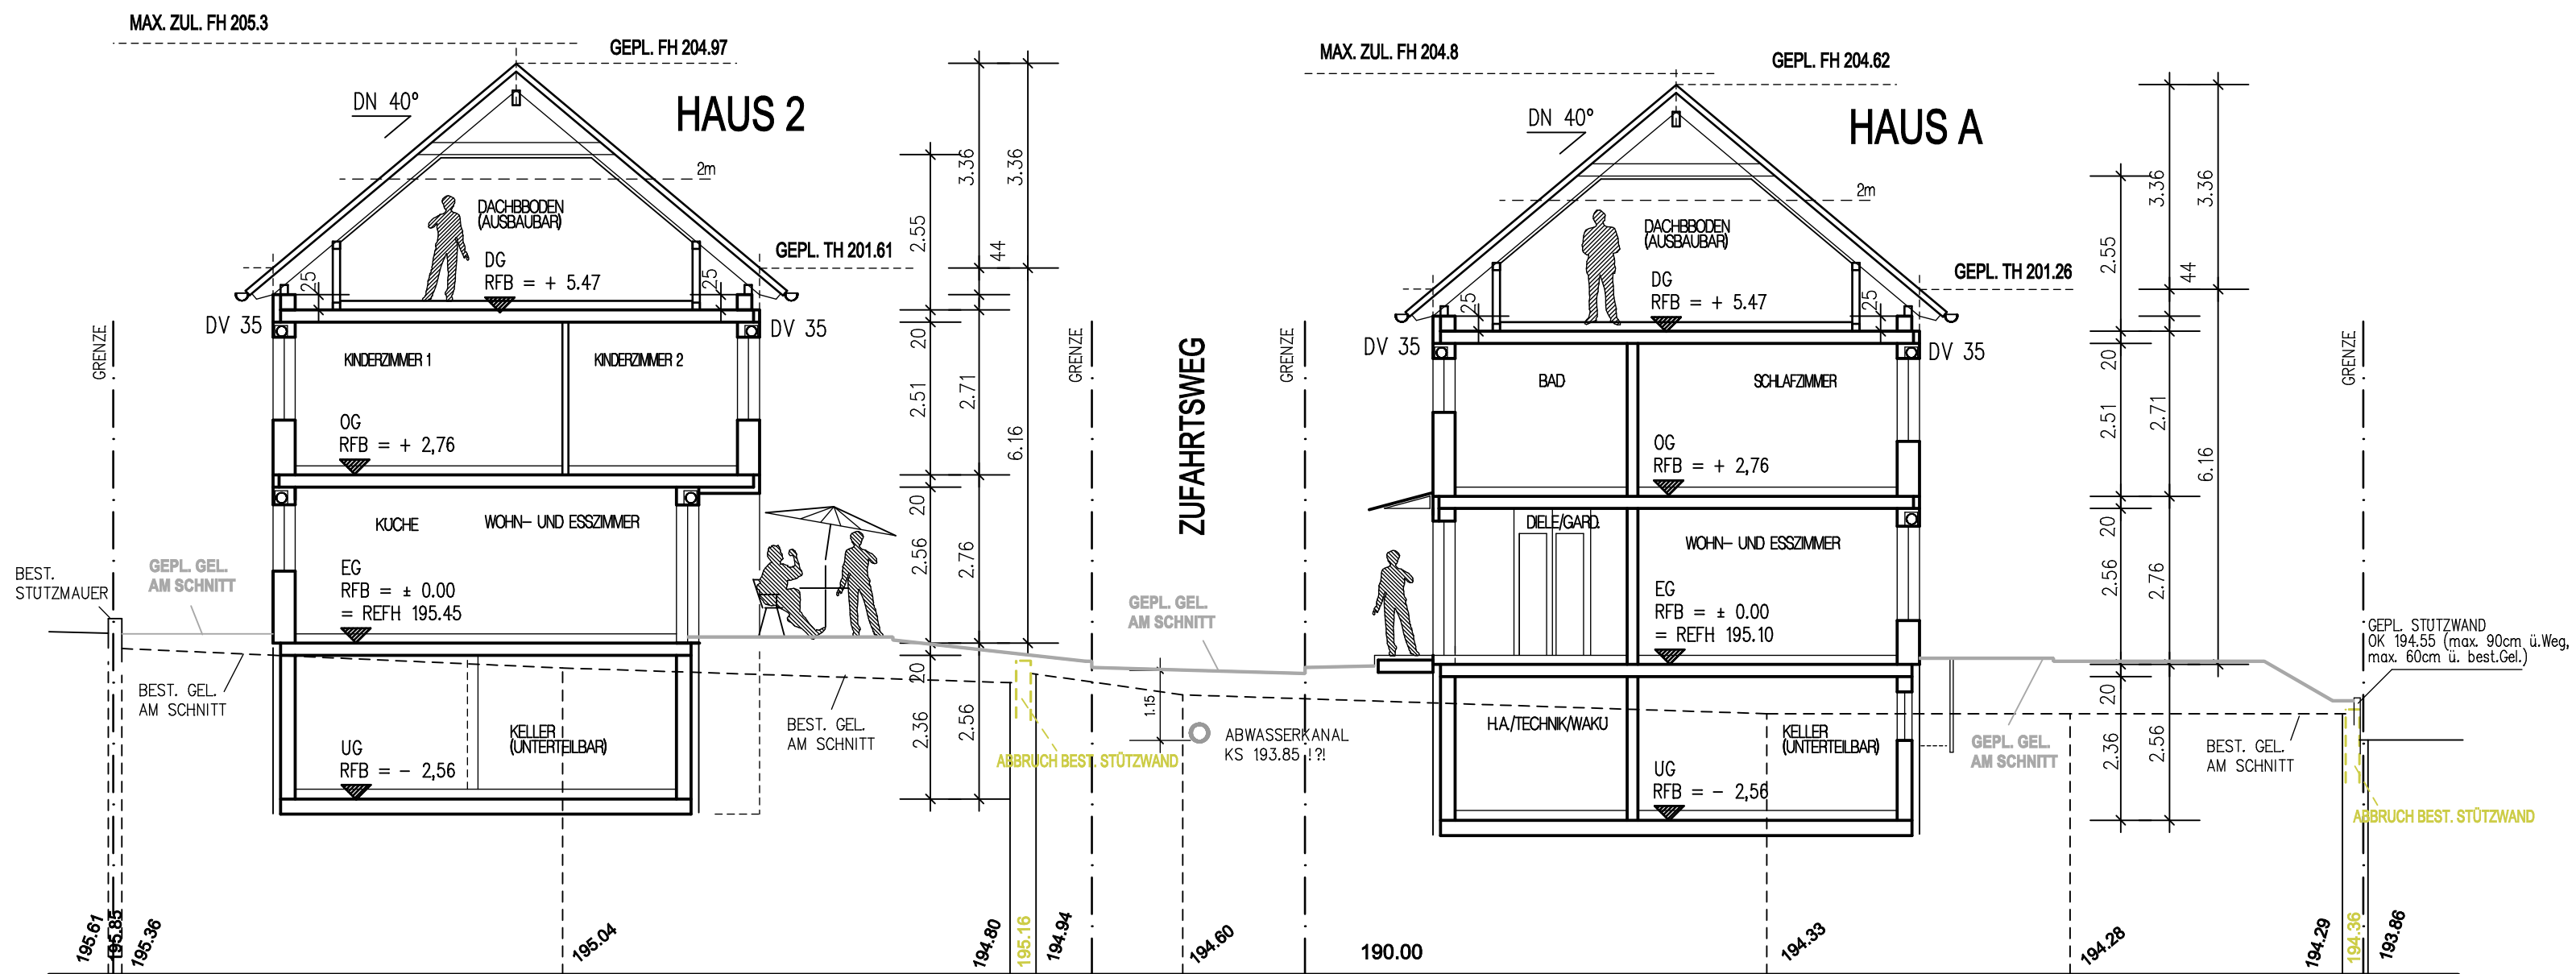 MAX. ZUL. FH 205.3
GEPL. FH 204.97
DN 40°
HAUS 2
2m
DACHBBODEN
(AUSBAUBAR)
DG
RFB = + 5.47
GEPL. TH 201.61
25
25
DV 35
DV 35
GRENZE
KINDERZIMMER 1
KINDERZIMMER 2
OG
RFB = + 2,76
KÜCHE
WOHN- UND ESSZIMMER
EG
RFB = ± 0.00
= REFH 195.45
BEST.
STÜTZMAUER
GEPL. GEL.
AM SCHNITT
BEST. GEL.
AM SCHNITT
UG
RFB = - 2,56
KELLER
(UNTERTEILBAR)
BEST. GEL.
AM SCHNITT
3.36
3.36
2.55
44
20
2.51
2.71
6.16
20
2.56
2.76
20
2.36
2.56
ABBRUCH BEST. STÜTZWAND
GRENZE
ZUFAHRTSWEG
GRENZE
GEPL. GEL.
AM SCHNITT
1.15
ABWASSERKANAL
KS 193.85 !?!
MAX. ZUL. FH 204.8
GEPL. FH 204.62
DN 40°
HAUS A
2m
DACHBBODEN
(AUSBAUBAR)
DG
RFB = + 5.47
GEPL. TH 201.26
25
25
DV 35
DV 35
BAD
SCHLAFZIMMER
OG
RFB = + 2,76
DIELE/GARD.
WOHN- UND ESSZIMMER
EG
RFB = ± 0.00
= REFH 195.10
H.A./TECHNIK/WAKÜ
KELLER
(UNTERTEILBAR)
UG
RFB = - 2,56
3.36
3.36
2.55
44
20
2.51
2.71
6.16
20
2.56
2.76
20
2.36
2.56
GRENZE
GEPL. STÜTZWAND
OK 194.55 (max. 90cm ü.Weg,
max. 60cm ü. best.Gel.)
GEPL. GEL.
AM SCHNITT
BEST. GEL.
AM SCHNITT
ABBRUCH BEST. STÜTZWAND
195.61
195.85
195.36
195.04
194.80
195.16
194.94
194.60
190.00
194.33
194.28
194.29
194.36
193.86